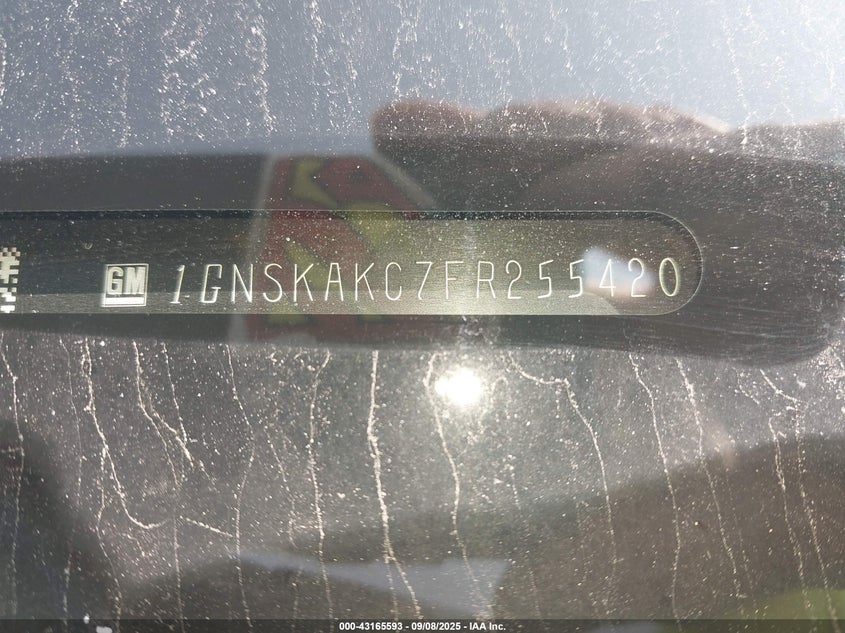 GM 1GNSKAKC7FR255420
000-43165593 - 09/08/2025 - IAA Inc.